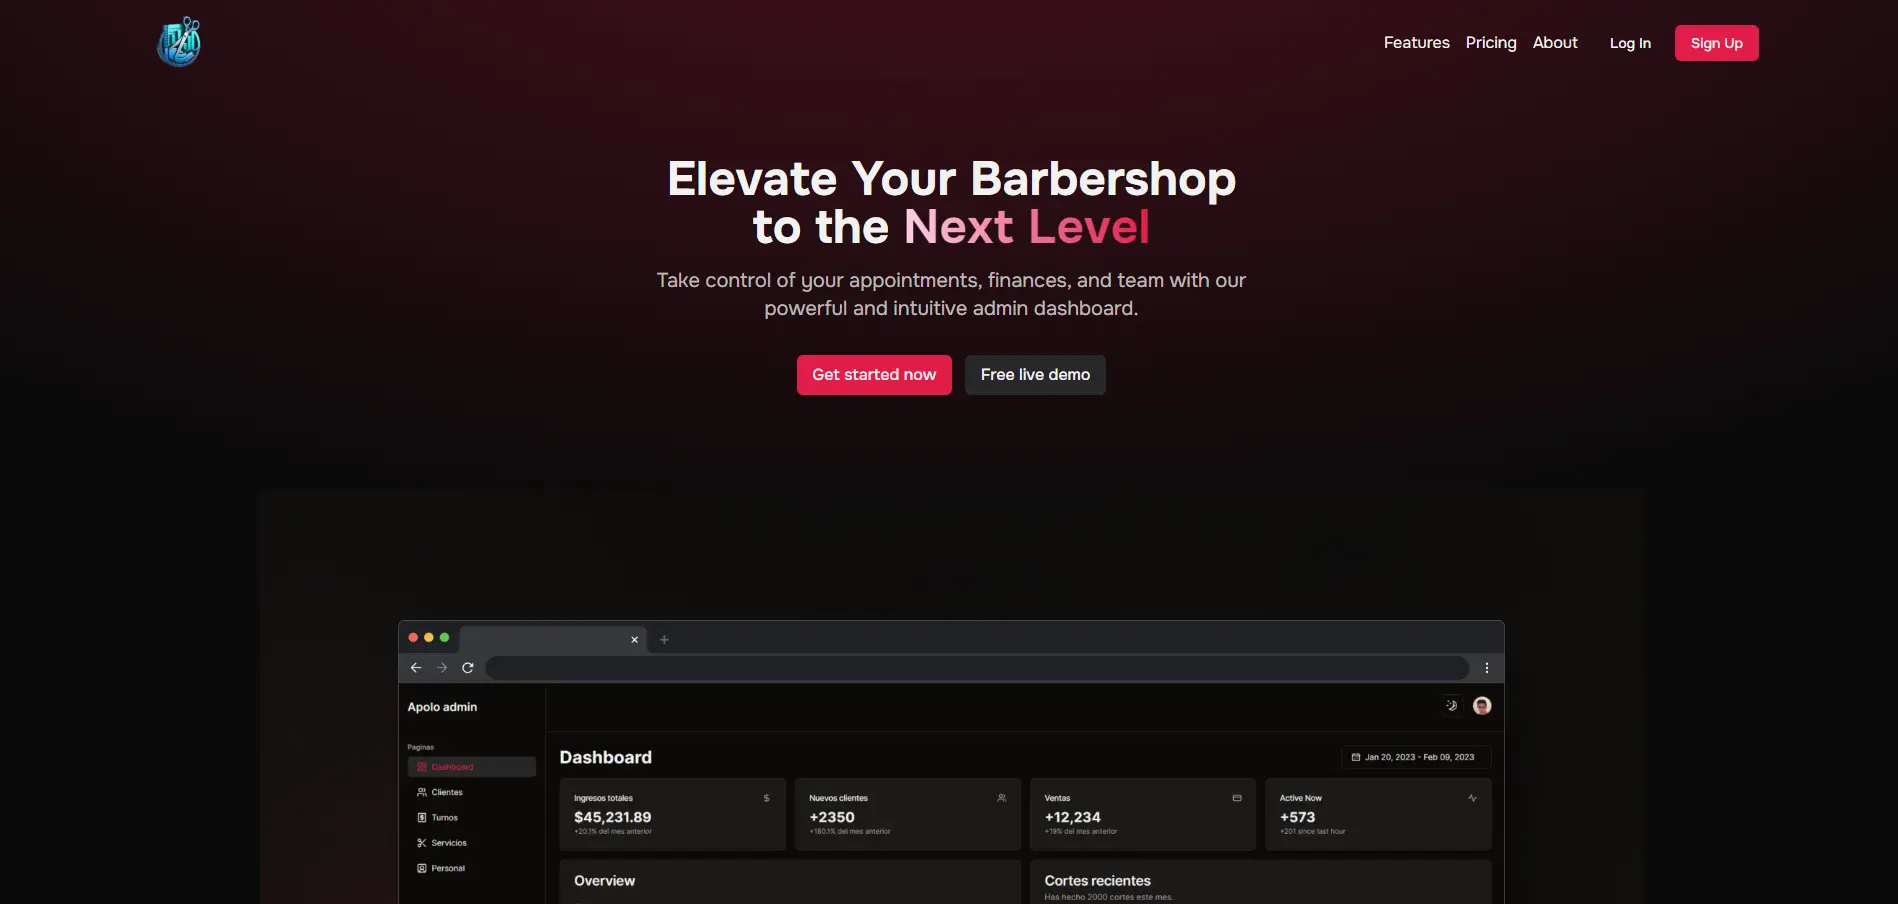 Features Pricing About Log In Sign Up
Elevate Your Barbershop
to the Next Level
Take control of your appointments, finances, and team with our
powerful and intuitive admin dashboard.
Get started now Free live demo
Apolo admin
Paginas
Dashboard
Clientes
Turnos
Servicios
Personal
Dashboard
Jan 20, 2023 - Feb 09, 2023
Ingresos totales
$
$45,231.89
+20.1% del mes anterior
Nuevos clientes
+2350
+180.1% del mes anterior
Ventas
+12,234
+19% del mes anterior
Active Now
+573
+201 since last hour
Overview
Cortes recientes
Has hecho 2000 cortes este mes.